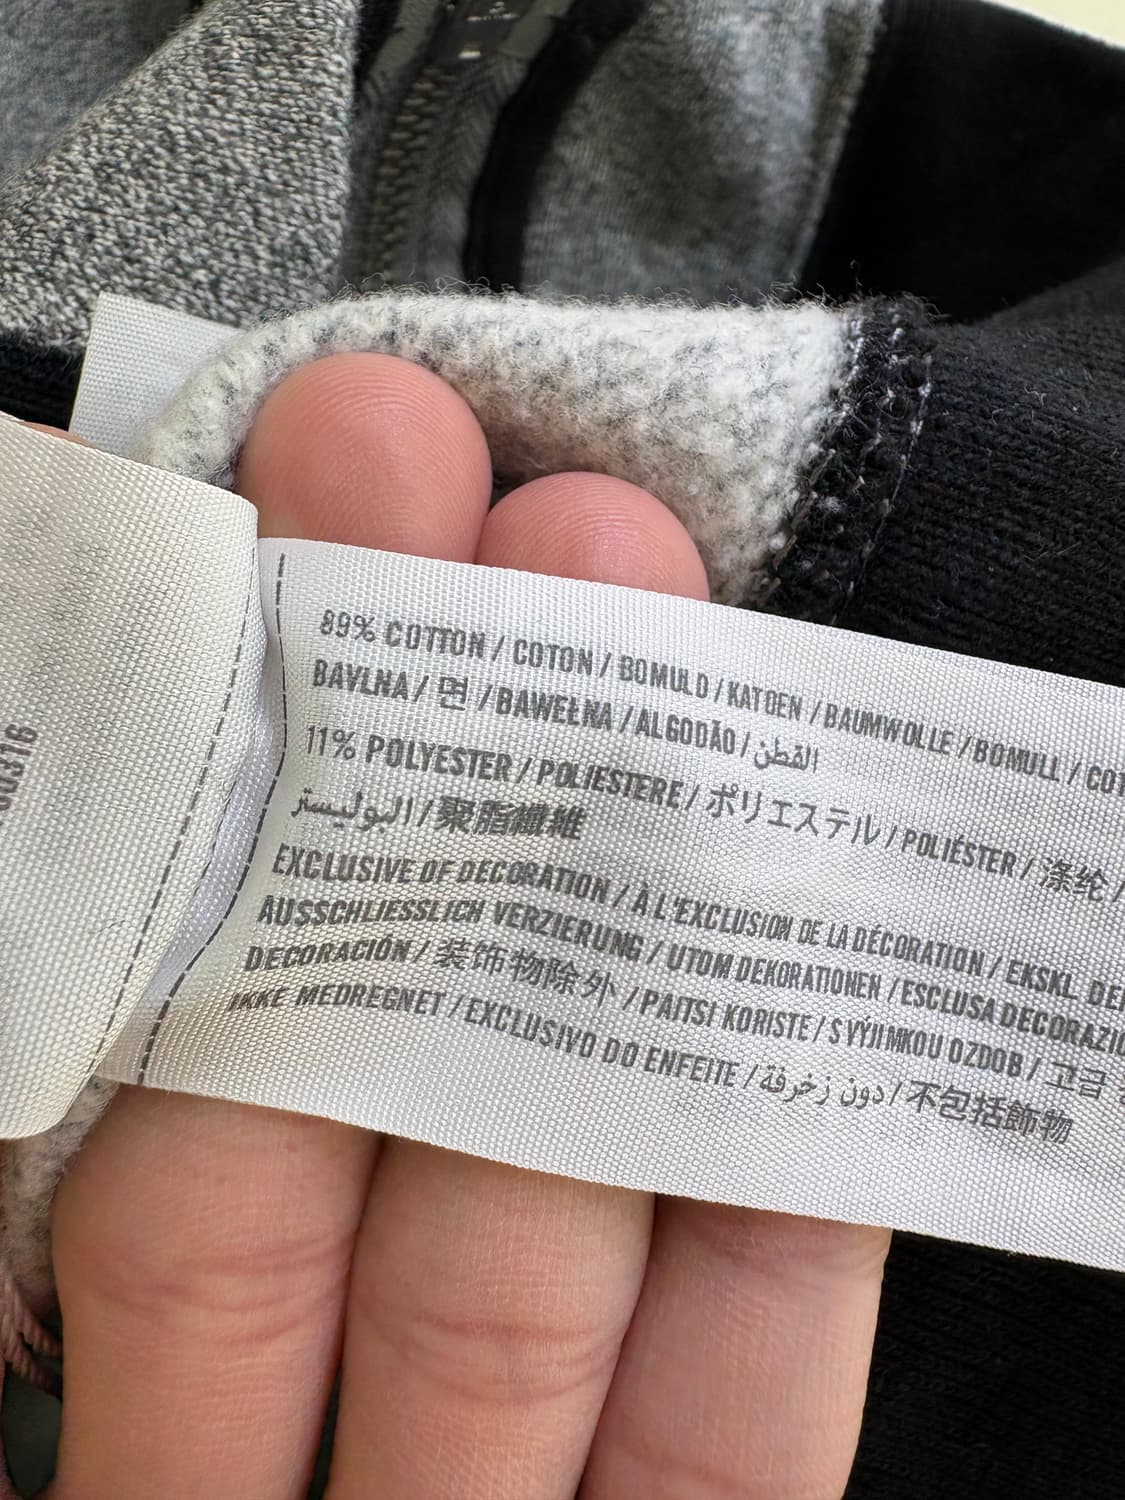 89% COTTON / COTON / BOMULD / KATOEN / BAUMWOLLE / BOMULL /
BAVLNA / 면 / BAWEŁNA / ALGODÃO / القطن
11% POLYESTER / POLIESTERE / ポリエステル / POLIÉSTER / 涤纶 /
البوليستر / 聚脂纖維
EXCLUSIVE OF DECORATION / À L'EXCLUSION DE LA DÉCORATION / EKSKL.
AUSSCHLIESSLICH VERZIERUNG / UTOM DEKORATIONEN / ESCLUSA
DECORACIÓN / 装饰物除外 / PAITSI KORISTE / S VÝJIMKOU OZDOB / 고급
IKKE MEDREGNET / EXCLUSIVO DO ENFEITE / دون زخرفة / 不包括飾物